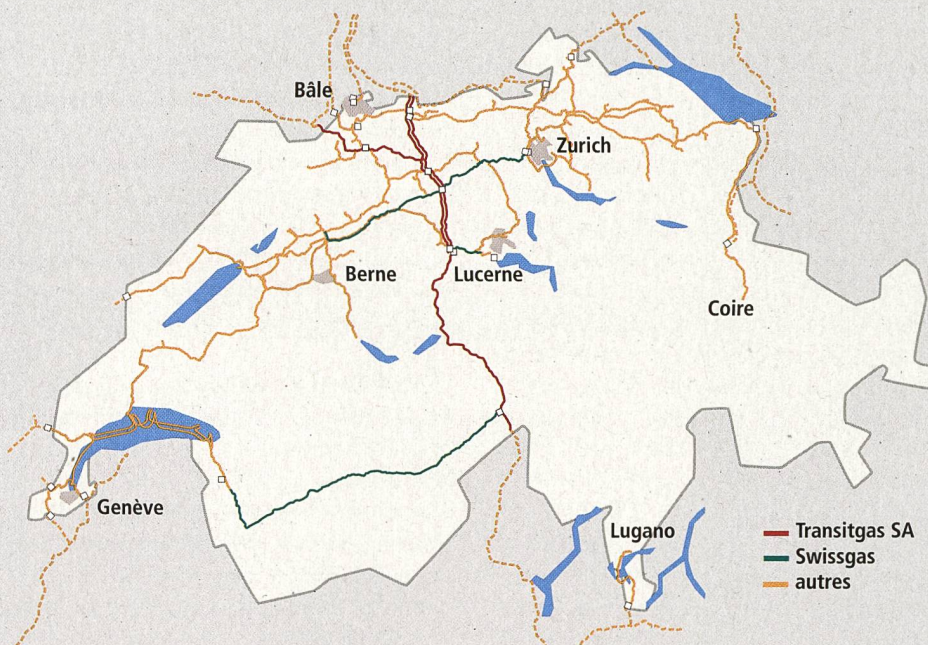 Bâle
Zurich
Berne
Lucerne
Coire
Genève
Lugano
Transitgas SA
Swissgas
autres